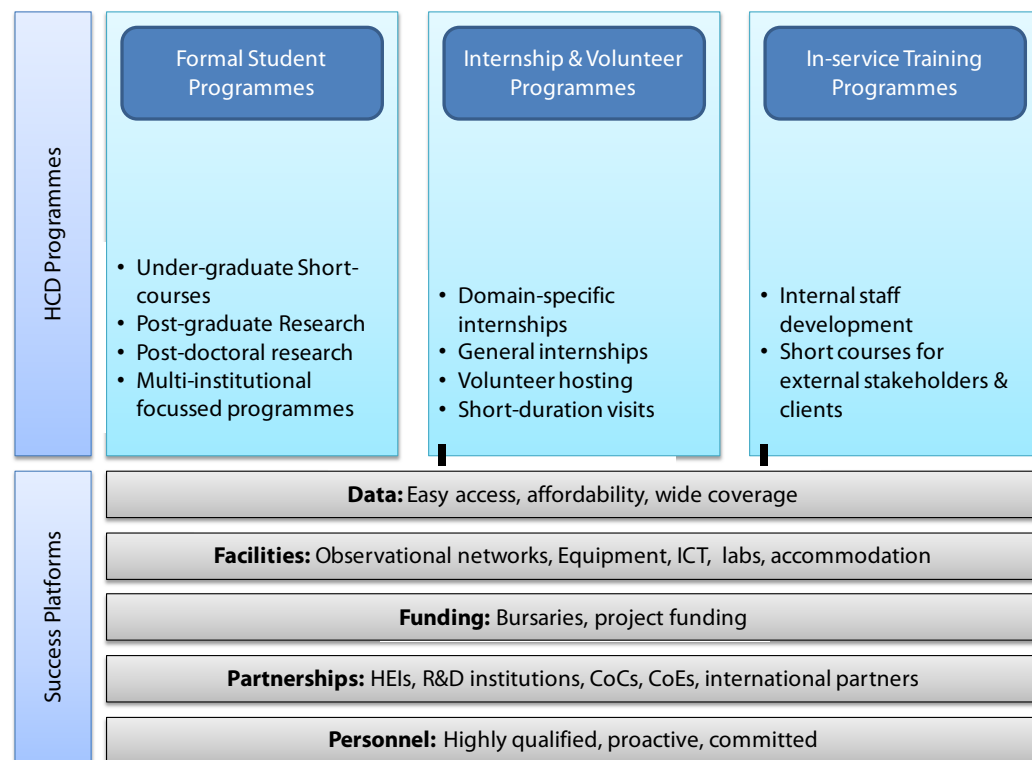 HCD Programmes
Formal Student
Programmes
• Under-graduate Short-
courses
• Post-graduate Research
• Post-doctoral research
• Multi-institutional
focussed programmes
Internship & Volunteer
Programmes
• Domain-specific
internships
• General internships
• Volunteer hosting
• Short-duration visits
In-service Training
Programmes
• Internal staff
development
• Short courses for
external stakeholders &
clients
Success Platforms
Data: Easy access, affordability, wide coverage
Facilities: Observational networks, Equipment, ICT, labs, accommodation
Funding: Bursaries, project funding
Partnerships: HEIs, R&D institutions, CoCs, CoEs, international partners
Personnel: Highly qualified, proactive, committed